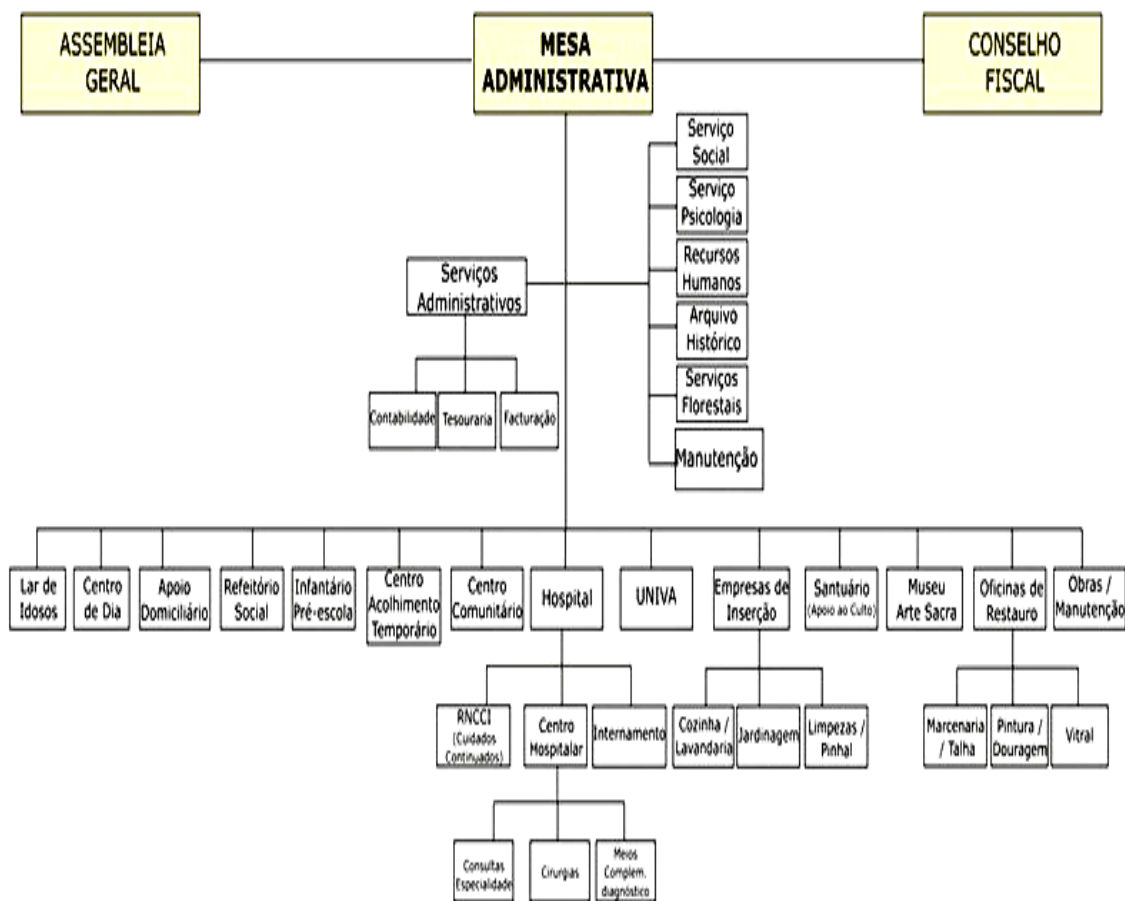 ASSEMBLEIA
GERAL
MESA
ADMINISTRATIVA
CONSELHO
FISCAL
Serviço
Social
Serviço
Psicologia
Recursos
Humanos
Arquivo
Histórico
Serviços
Florestais
Manutenção
Serviços
Administrativos
Contabilidade
Tesouraria
Facturação
Lar de
Idosos
Centro
de Dia
Apoio
Domiciliário
Refeitório
Social
Infantário
Pré-escola
Centro
Acolhimento
Temporário
Centro
Comunitário
Hospital
UNIVA
Empresas de
Inserção
Santuário
(Apoio ao Culto)
Museu
Arte Sacra
Oficinas de
Restauro
Obras /
Manutenção
RNCCI
(Cuidados
Continuados)
Centro
Hospitalar
Internamento
Cozinha /
Lavandaria
Jardinagem
Limpezas /
Pinhal
Marcenaria
/ Talha
Pintura /
Douragem
Vitral
Consultas
Especialidade
Cirurgias
Meios
Complem.
diagnóstico